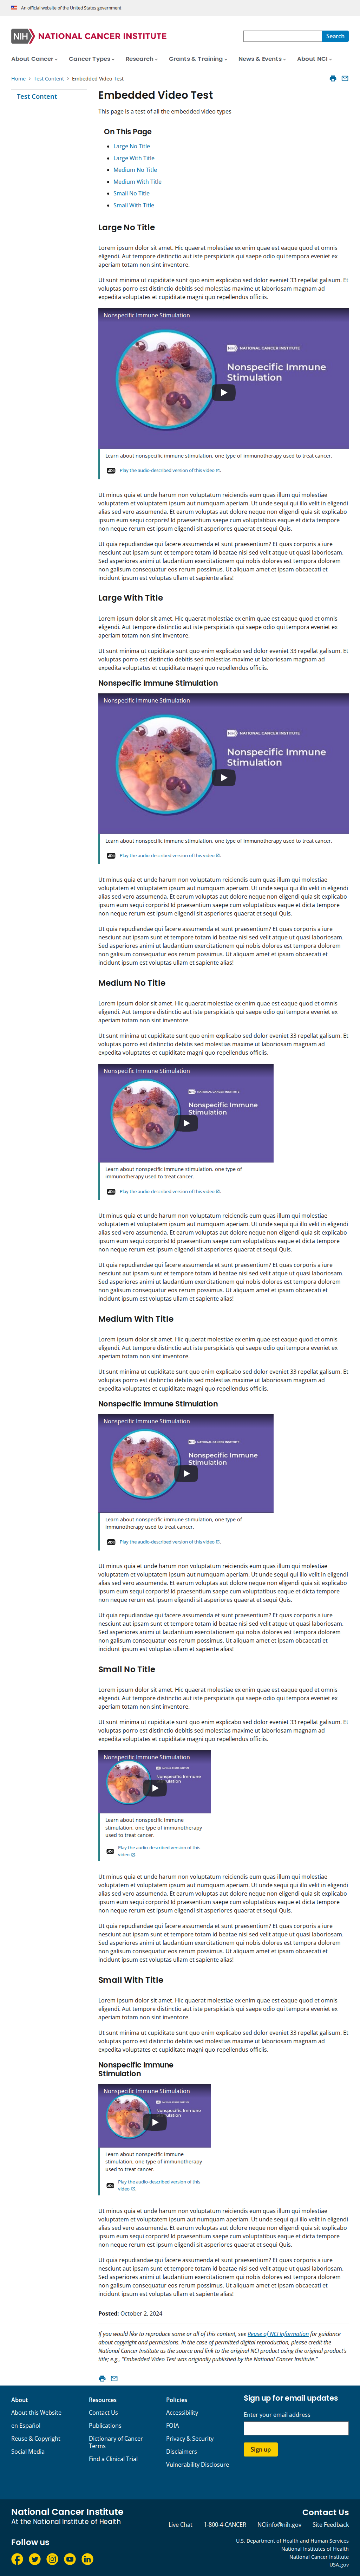 An official website of the United States government
NIH NATIONAL CANCER INSTITUTE
Search
About Cancer
Cancer Types
Research
Grants & Training
News & Events
About NCI
Home
Test Content
Embedded Video Test
Test Content
Embedded Video Test
This page is a test of all the embedded video types
On This Page
Large No Title
Large With Title
Medium No Title
Medium With Title
Small No Title
Small With Title
Large No Title
Lorem ipsum dolor sit amet. Hic quaerat molestiae ex enim quae est eaque quod et omnis
eligendi. Aut tempore distinctio aut iste perspiciatis qui saepe odio qui tempora eveniet ex
aperiam totam non sint inventore.
Ut sunt minima ut cupiditate sunt quo enim explicabo sed dolor eveniet 33 repellat galisum. Et
voluptas porro est distinctio debitis sed molestias maxime ut laboriosam magnam ad
expedita voluptates et cupiditate magni quo repellendus officiis.
Nonspecific Immune Stimulation
NIH NATIONAL CANCER INSTITUTE
Nonspecific Immune
Stimulation
Learn about nonspecific immune stimulation, one type of immunotherapy used to treat cancer.
Play the audio-described version of this video
Ut minus quia et unde harum non voluptatum reiciendis eum quas illum qui molestiae
voluptatem et voluptates ipsum aut numquam aperiam. Ut unde sequi ab illo velit in eligendi
alias sed vero assumenda. Et earum voluptas aut dolor nobis non eligendi cupiditate hic
ipsum eum sequi corporis! Id praesentium itaque cum saepe voluptatibus eaque et dicta tempore
non neque rerum est ipsum eligendi sit asperiores quaerat et sequi Quis.
Et quia repudiandae qui facere assumenda et sunt praesentium? Et quas corporis a iure
nesciunt aut ipsam sunt et tempore totam id beatae nisi sed velit atque ut quasi laboriosam.
Sed asperiores animi ut laudantium exercitationem qui nobis dolores est tempora dolorem
non galisum consequatur eos rerum possimus. Ut aliquam amet et ipsam obcaecati et
incidunt ipsum voluptatibus et sapiente alias!
Large With Title
Lorem ipsum dolor sit amet. Hic quaerat molestiae ex enim quae est eaque quod et omnis
eligendi. Aut tempore distinctio aut iste perspiciatis qui saepe odio qui tempora eveniet ex
aperiam totam non sint inventore.
Ut sunt minima ut cupiditate sunt quo enim explicabo sed dolor eveniet 33 repellat galisum. Et
voluptas porro est distinctio debitis sed molestias maxime ut laboriosam magnam ad
expedita voluptates et cupiditate magni quo repellendus officiis.
Nonspecific Immune Stimulation
Nonspecific Immune Stimulation
NIH NATIONAL CANCER INSTITUTE
Nonspecific Immune
Stimulation
Learn about nonspecific immune stimulation, one type of immunotherapy used to treat cancer.
Play the audio-described version of this video
Ut minus quia et unde harum non voluptatum reiciendis eum quas illum qui molestiae
voluptatem et voluptates ipsum aut numquam aperiam. Ut unde sequi ab illo velit in eligendi
alias sed vero assumenda. Et earum voluptas aut dolor nobis non eligendi cupiditate hic
ipsum eum sequi corporis! Id praesentium itaque cum saepe voluptatibus eaque et dicta tempore
non neque rerum est ipsum eligendi sit asperiores quaerat et sequi Quis.
Et quia repudiandae qui facere assumenda et sunt praesentium? Et quas corporis a iure
nesciunt aut ipsam sunt et tempore totam id beatae nisi sed velit atque ut quasi laboriosam.
Sed asperiores animi ut laudantium exercitationem qui nobis dolores est tempora dolorem
non galisum consequatur eos rerum possimus. Ut aliquam amet et ipsam obcaecati et
incidunt ipsum voluptatibus et sapiente alias!
Medium No Title
Lorem ipsum dolor sit amet. Hic quaerat molestiae ex enim quae est eaque quod et omnis
eligendi. Aut tempore distinctio aut iste perspiciatis qui saepe odio qui tempora eveniet ex
aperiam totam non sint inventore.
Ut sunt minima ut cupiditate sunt quo enim explicabo sed dolor eveniet 33 repellat galisum. Et
voluptas porro est distinctio debitis sed molestias maxime ut laboriosam magnam ad
expedita voluptates et cupiditate magni quo repellendus officiis.
Nonspecific Immune Stimulation
NIH NATIONAL CANCER INSTITUTE
Nonspecific Immune
Stimulation
Learn about nonspecific immune stimulation, one type of
immunotherapy used to treat cancer.
Play the audio-described version of this video
Ut minus quia et unde harum non voluptatum reiciendis eum quas illum qui molestiae
voluptatem et voluptates ipsum aut numquam aperiam. Ut unde sequi ab illo velit in eligendi
alias sed vero assumenda. Et earum voluptas aut dolor nobis non eligendi cupiditate hic
ipsum eum sequi corporis! Id praesentium itaque cum saepe voluptatibus eaque et dicta tempore
non neque rerum est ipsum eligendi sit asperiores quaerat et sequi Quis.
Et quia repudiandae qui facere assumenda et sunt praesentium? Et quas corporis a iure
nesciunt aut ipsam sunt et tempore totam id beatae nisi sed velit atque ut quasi laboriosam.
Sed asperiores animi ut laudantium exercitationem qui nobis dolores est tempora dolorem
non galisum consequatur eos rerum possimus. Ut aliquam amet et ipsam obcaecati et
incidunt ipsum voluptatibus et sapiente alias!
Medium With Title
Lorem ipsum dolor sit amet. Hic quaerat molestiae ex enim quae est eaque quod et omnis
eligendi. Aut tempore distinctio aut iste perspiciatis qui saepe odio qui tempora eveniet ex
aperiam totam non sint inventore.
Ut sunt minima ut cupiditate sunt quo enim explicabo sed dolor eveniet 33 repellat galisum. Et
voluptas porro est distinctio debitis sed molestias maxime ut laboriosam magnam ad
expedita voluptates et cupiditate magni quo repellendus officiis.
Nonspecific Immune Stimulation
Nonspecific Immune Stimulation
NIH NATIONAL CANCER INSTITUTE
Nonspecific Immune
Stimulation
Learn about nonspecific immune stimulation, one type of
immunotherapy used to treat cancer.
Play the audio-described version of this video
Ut minus quia et unde harum non voluptatum reiciendis eum quas illum qui molestiae
voluptatem et voluptates ipsum aut numquam aperiam. Ut unde sequi ab illo velit in eligendi
alias sed vero assumenda. Et earum voluptas aut dolor nobis non eligendi cupiditate hic
ipsum eum sequi corporis! Id praesentium itaque cum saepe voluptatibus eaque et dicta tempore
non neque rerum est ipsum eligendi sit asperiores quaerat et sequi Quis.
Et quia repudiandae qui facere assumenda et sunt praesentium? Et quas corporis a iure
nesciunt aut ipsam sunt et tempore totam id beatae nisi sed velit atque ut quasi laboriosam.
Sed asperiores animi ut laudantium exercitationem qui nobis dolores est tempora dolorem
non galisum consequatur eos rerum possimus. Ut aliquam amet et ipsam obcaecati et
incidunt ipsum voluptatibus et sapiente alias!
Small No Title
Lorem ipsum dolor sit amet. Hic quaerat molestiae ex enim quae est eaque quod et omnis
eligendi. Aut tempore distinctio aut iste perspiciatis qui saepe odio qui tempora eveniet ex
aperiam totam non sint inventore.
Ut sunt minima ut cupiditate sunt quo enim explicabo sed dolor eveniet 33 repellat galisum. Et
voluptas porro est distinctio debitis sed molestias maxime ut laboriosam magnam ad
expedita voluptates et cupiditate magni quo repellendus officiis.
Nonspecific Immune Stimulation
NATIONAL CANCER INSTITUTE
Nonspecific Immune
Stimulation
Learn about nonspecific immune
stimulation, one type of immunotherapy
used to treat cancer.
Play the audio-described version of this
video
Ut minus quia et unde harum non voluptatum reiciendis eum quas illum qui molestiae
voluptatem et voluptates ipsum aut numquam aperiam. Ut unde sequi ab illo velit in eligendi
alias sed vero assumenda. Et earum voluptas aut dolor nobis non eligendi cupiditate hic
ipsum eum sequi corporis! Id praesentium itaque cum saepe voluptatibus eaque et dicta tempore
non neque rerum est ipsum eligendi sit asperiores quaerat et sequi Quis.
Et quia repudiandae qui facere assumenda et sunt praesentium? Et quas corporis a iure
nesciunt aut ipsam sunt et tempore totam id beatae nisi sed velit atque ut quasi laboriosam.
Sed asperiores animi ut laudantium exercitationem qui nobis dolores est tempora dolorem
non galisum consequatur eos rerum possimus. Ut aliquam amet et ipsam obcaecati et
incidunt ipsum voluptatibus et sapiente alias!
Small With Title
Lorem ipsum dolor sit amet. Hic quaerat molestiae ex enim quae est eaque quod et omnis
eligendi. Aut tempore distinctio aut iste perspiciatis qui saepe odio qui tempora eveniet ex
aperiam totam non sint inventore.
Ut sunt minima ut cupiditate sunt quo enim explicabo sed dolor eveniet 33 repellat galisum. Et
voluptas porro est distinctio debitis sed molestias maxime ut laboriosam magnam ad
expedita voluptates et cupiditate magni quo repellendus officiis.
Nonspecific Immune
Stimulation
Nonspecific Immune Stimulation
NATIONAL CANCER INSTITUTE
Nonspecific Immune
Stimulation
Learn about nonspecific immune
stimulation, one type of immunotherapy
used to treat cancer.
Play the audio-described version of this
video
Ut minus quia et unde harum non voluptatum reiciendis eum quas illum qui molestiae
voluptatem et voluptates ipsum aut numquam aperiam. Ut unde sequi ab illo velit in eligendi
alias sed vero assumenda. Et earum voluptas aut dolor nobis non eligendi cupiditate hic
ipsum eum sequi corporis! Id praesentium itaque cum saepe voluptatibus eaque et dicta tempore
non neque rerum est ipsum eligendi sit asperiores quaerat et sequi Quis.
Et quia repudiandae qui facere assumenda et sunt praesentium? Et quas corporis a iure
nesciunt aut ipsam sunt et tempore totam id beatae nisi sed velit atque ut quasi laboriosam.
Sed asperiores animi ut laudantium exercitationem qui nobis dolores est tempora dolorem
non galisum consequatur eos rerum possimus. Ut aliquam amet et ipsam obcaecati et
incidunt ipsum voluptatibus et sapiente alias!
Posted: October 2, 2024
If you would like to reproduce some or all of this content, see Reuse of NCI Information for guidance
about copyright and permissions. In the case of permitted digital reproduction, please credit the
National Cancer Institute as the source and link to the original NCI product using the original product's
title; e.g., "Embedded Video Test was originally published by the National Cancer Institute."
About
About this Website
en Español
Reuse & Copyright
Social Media
Resources
Contact Us
Publications
Dictionary of Cancer
Terms
Find a Clinical Trial
Policies
Accessibility
FOIA
Privacy & Security
Disclaimers
Vulnerability Disclosure
Sign up for email updates
Enter your email address
Sign up
National Cancer Institute
At the National Institutes of Health
Follow us
Contact Us
Live Chat
1-800-4-CANCER
NCIinfo@nih.gov
Site Feedback
U.S. Department of Health and Human Services
National Institutes of Health
National Cancer Institute
USA.gov